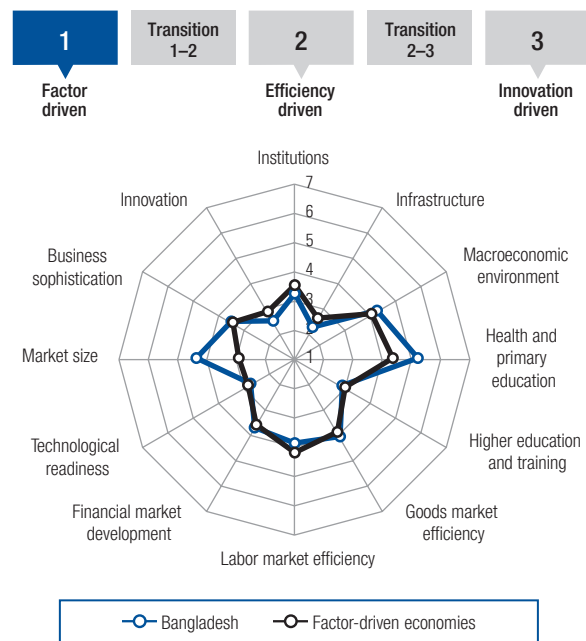 1
Transition
1–2
2
Transition
2–3
3
Factor
driven
Efficiency
driven
Innovation
driven
Institutions
Infrastructure
Macroeconomic
environment
Health and
primary
education
Higher education
and training
Goods market
efficiency
Labor market efficiency
Financial market
development
Technological
readiness
Market size
Business
sophistication
Innovation
7
6
5
4
3
2
1
Bangladesh
Factor-driven economies